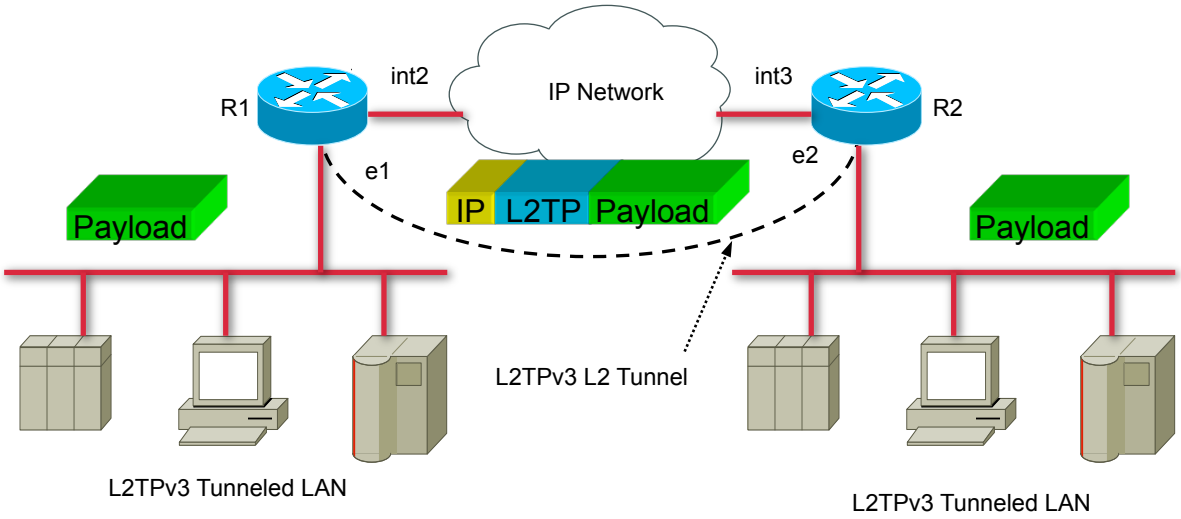 int2
IP Network
int3
R1
R2
e1
e2
Payload
IP
L2TP
Payload
Payload
L2TPv3 L2 Tunnel
L2TPv3 Tunneled LAN
L2TPv3 Tunneled LAN